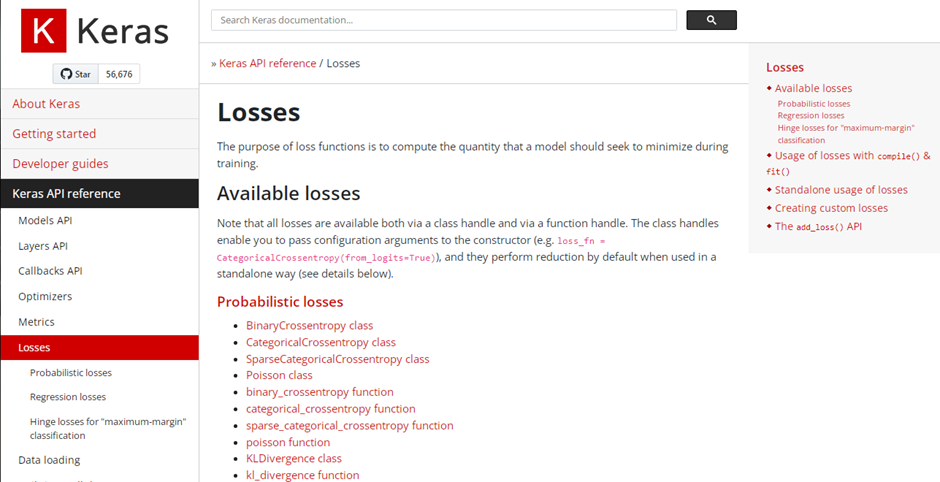 K Keras
Star 56,676
About Keras
Getting started
Developer guides
Keras API reference
Models API
Layers API
Callbacks API
Optimizers
Metrics
Losses
Probabilistic losses
Regression losses
Hinge losses for "maximum-margin"
classification
Data loading
Search Keras documentation...
» Keras API reference / Losses
Losses
The purpose of loss functions is to compute the quantity that a model should seek to minimize during
training.
Available losses
Note that all losses are available both via a class handle and via a function handle. The class handles
enable you to pass configuration arguments to the constructor (e.g. loss_fn =
CategoricalCrossentropy(from_logits=True)), and they perform reduction by default when used in a
standalone way (see details below).
Probabilistic losses
• BinaryCrossentropy class
• CategoricalCrossentropy class
• SparseCategoricalCrossentropy class
• Poisson class
• binary_crossentropy function
• categorical_crossentropy function
• sparse_categorical_crossentropy function
• poisson function
• KLDivergence class
• kl_divergence function
Losses
◆ Available losses
Probabilistic losses
Regression losses
Hinge losses for "maximum-margin"
classification
◆ Usage of losses with compile() &
fit()
◆ Standalone usage of losses
◆ Creating custom losses
◆ The add_loss() API